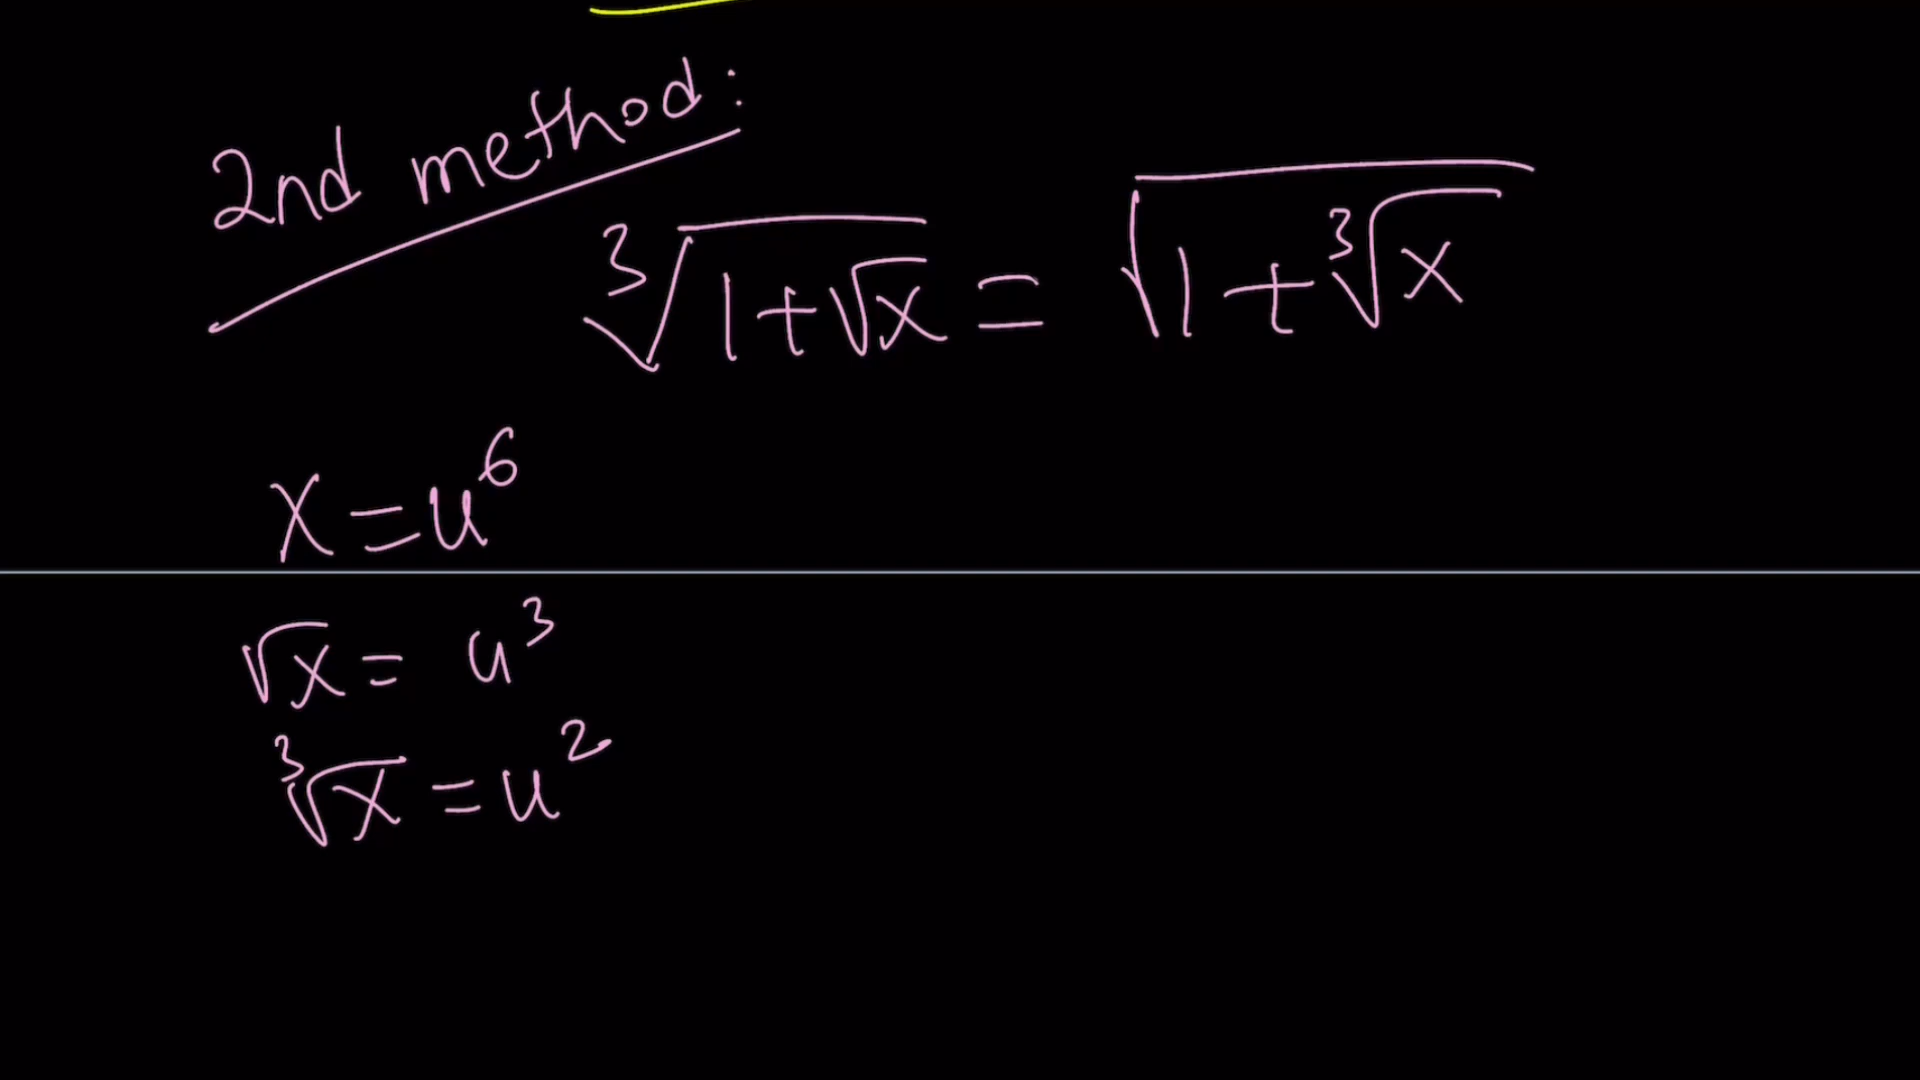 2nd method:
∛(1+√x) = √(1+∛x)
x=u⁶
√x = u³
∛x = u²